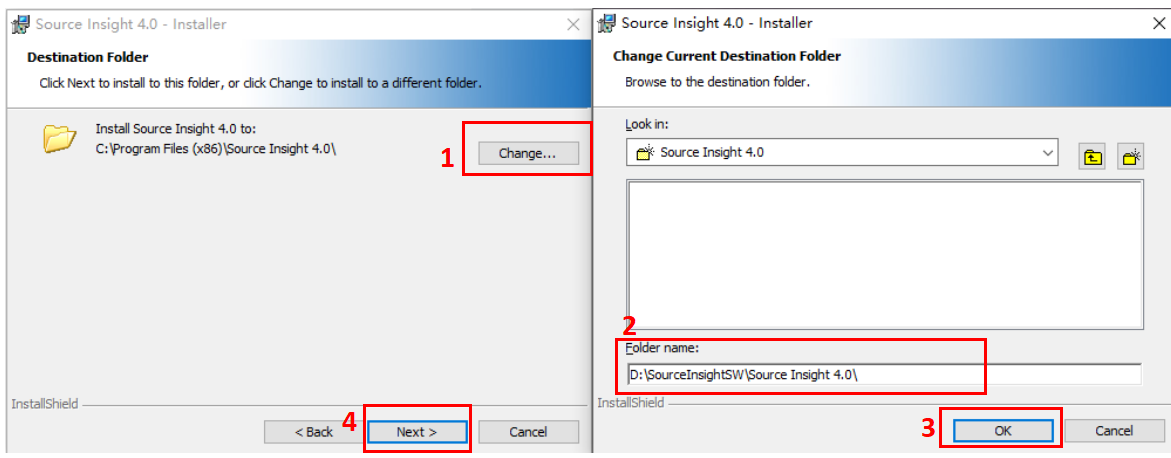 Source Insight 4.0 - Installer
Destination Folder
Click Next to install to this folder, or click Change to install to a different folder.
Install Source Insight 4.0 to:
C:\Program Files (x86)\Source Insight 4.0\
1
Change...
InstallShield
< Back
4
Next >
Cancel
Source Insight 4.0 - Installer
Change Current Destination Folder
Browse to the destination folder.
Look in:
Source Insight 4.0
2
Folder name:
D:\SourceInsightSW\Source Insight 4.0\
InstallShield
3
OK
Cancel